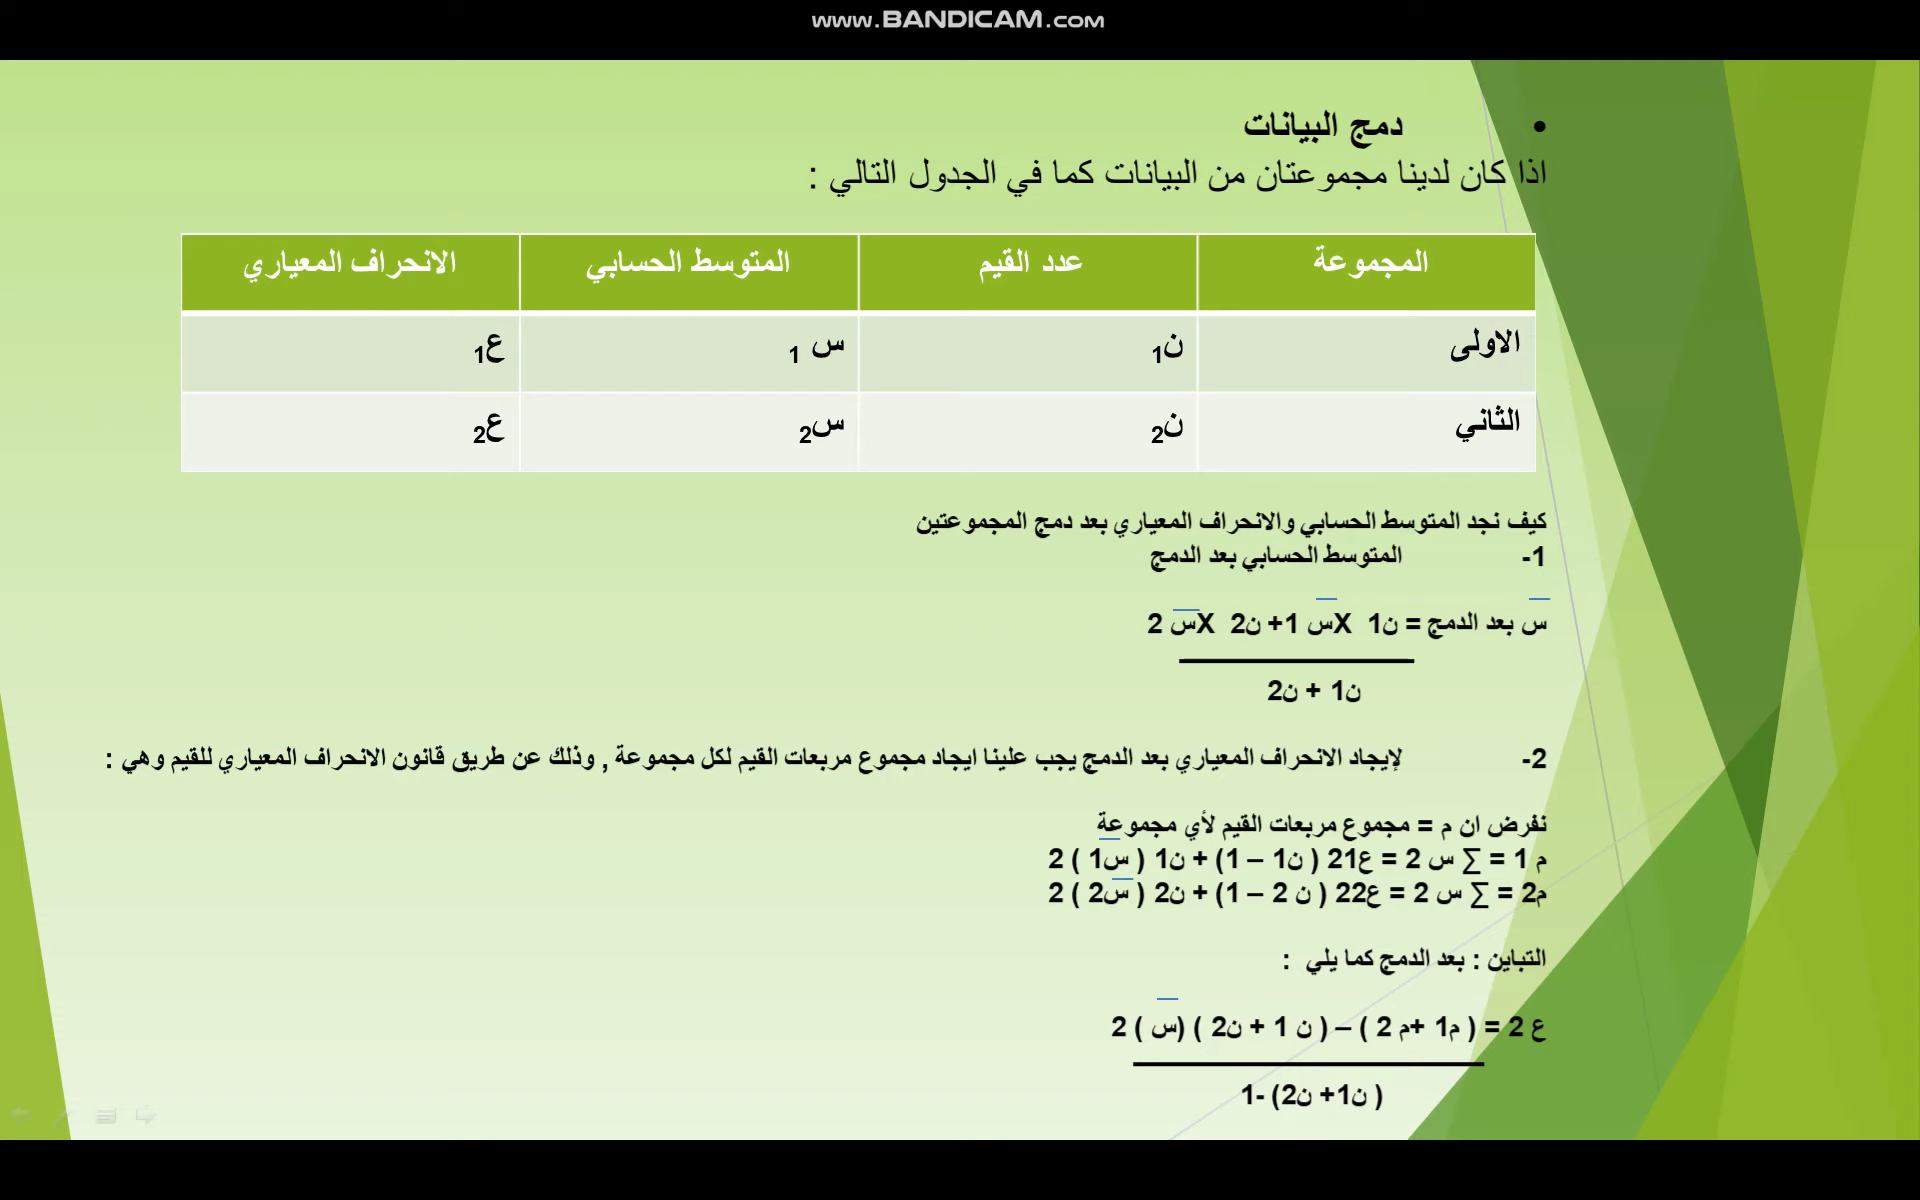 www.BANDICAM.com
• دمج البيانات
اذا كان لدينا مجموعتان من البيانات كما في الجدول التالي :
المجموعة عدد القيم المتوسط الحسابي الانحراف المعياري
الاولى ن1 س 1 ع1
الثاني ن2 س2 ع2
كيف نجد المتوسط الحسابي والانحراف المعياري بعد دمج المجموعتين
1- المتوسط الحسابي بعد الدمج
س بعد الدمج = ن1 Xس 1+ ن2 Xس 2
ن1 + ن2
2- لإيجاد الانحراف المعياري بعد الدمج يجب علينا ايجاد مجموع مربعات القيم لكل مجموعة , وذلك عن طريق قانون الانحراف المعياري للقيم وهي :
نفرض ان م = مجموع مربعات القيم لأي مجموعة
م 1 = ∑ س 2 = ع21 ( ن1 – 1) + ن1 ( س1 ) 2
م2 = ∑ س 2 = ع22 ( ن 2 – 1) + ن2 ( س2 ) 2
التباين : بعد الدمج كما يلي :
ع 2 = ( م1 +م 2 ) – ( ن 1 + ن2 ) (س ) 2
( ن1+ ن2) -1